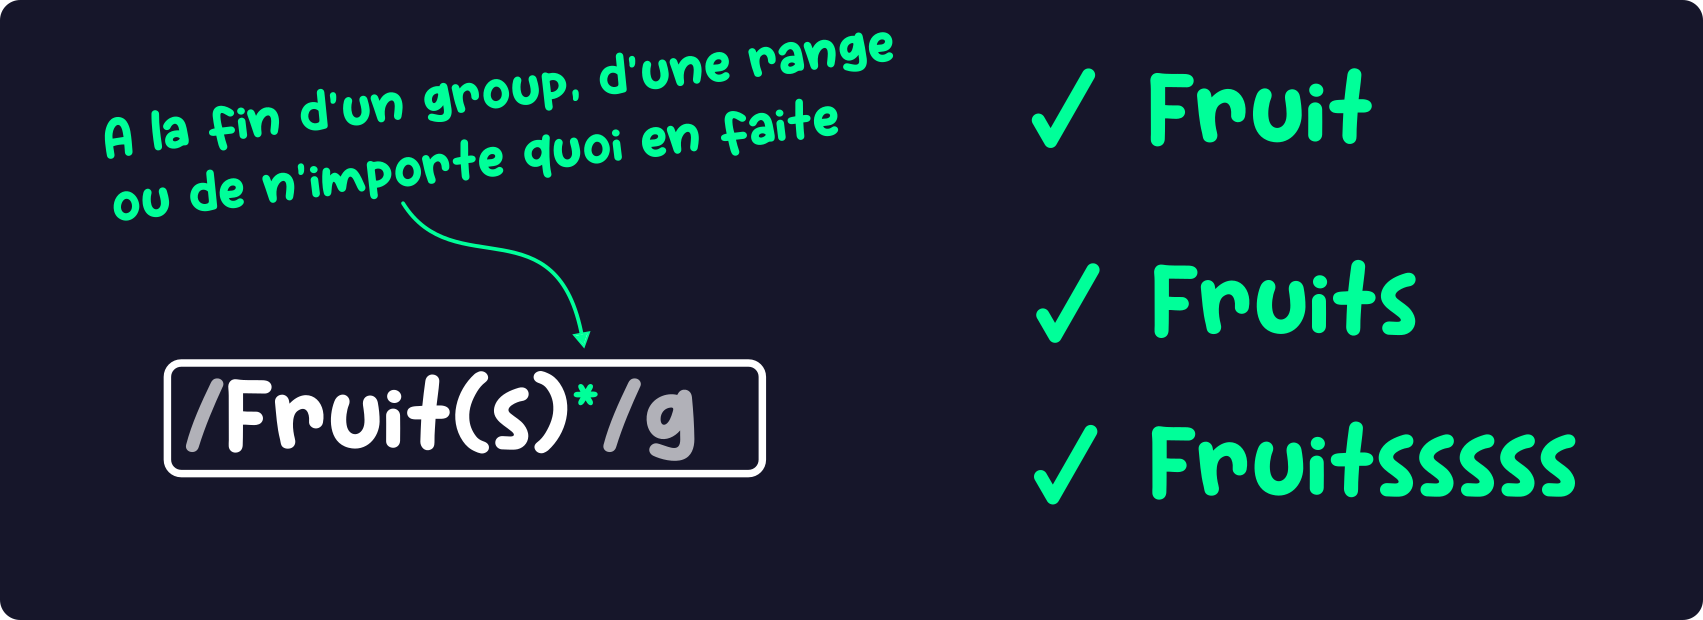 A la fin d'un group, d'une range
ou de n'importe quoi en faite
/Fruit(s)*/g
✓ Fruit
✓ Fruits
✓ Fruitsssss